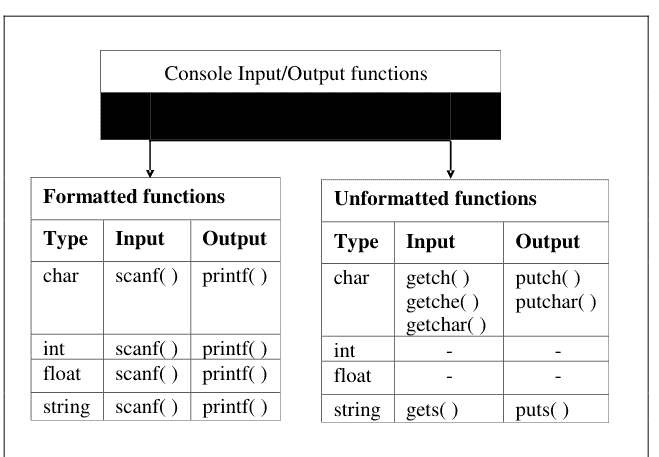 Console Input/Output functions
Formatted functions
Type Input Output
char scanf( ) printf( )
int scanf( ) printf( )
float scanf( ) printf( )
string scanf( ) printf( )
Unformatted functions
Type Input Output
char getch( ) putch( )
getche( ) putchar( )
getchar( )
int - -
float - -
string gets( ) puts( )